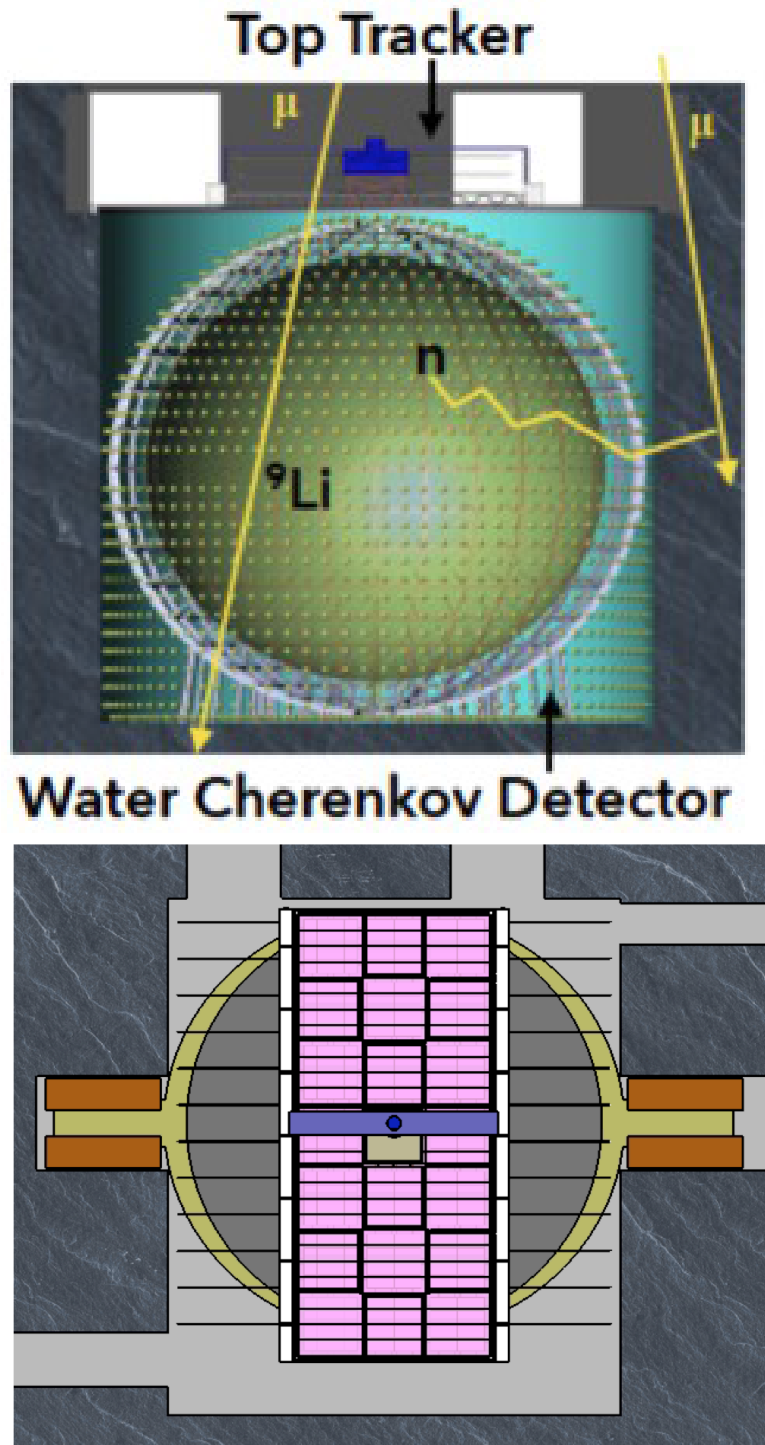 Top Tracker
μ
μ
n
⁹Li
Water Cherenkov Detector